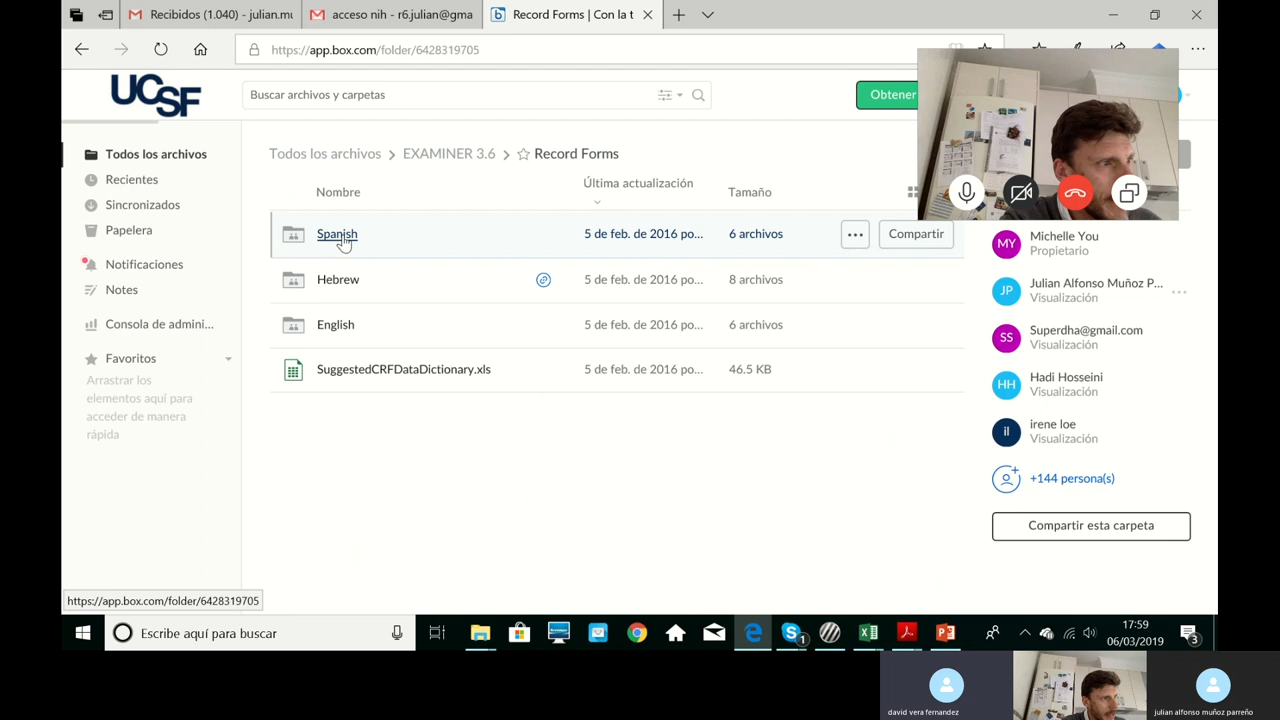 Recibidos (1.040) - julian.mu
acceso nih - r6.julian@gma
Record Forms | Con la t
https://app.box.com/folder/6428319705
UCSF
Buscar archivos y carpetas
Obtener
Todos los archivos
Recientes
Sincronizados
Papelera
Notificaciones
Notes
Consola de admini...
Favoritos
Arrastrar los
elementos aquí para
acceder de manera
rápida
Todos los archivos > EXAMINER 3.6 > Record Forms
Nombre Última actualización Tamaño
Spanish 5 de feb. de 2016 po... 6 archivos ... Compartir
Hebrew 5 de feb. de 2016 po... 8 archivos
English 5 de feb. de 2016 po... 6 archivos
SuggestedCRFDataDictionary.xls 5 de feb. de 2016 po... 46.5 KB
MY Michelle You
Propietario
JP Julian Alfonso Muñoz P...
Visualización
SS Superdha@gmail.com
Visualización
HH Hadi Hosseini
Visualización
il irene loe
Visualización
+144 persona(s)
Compartir esta carpeta
https://app.box.com/folder/6428319705
Escribe aquí para buscar
1
17:59
06/03/2019
3
david vera fernandez
julian alfonso muñoz parreño